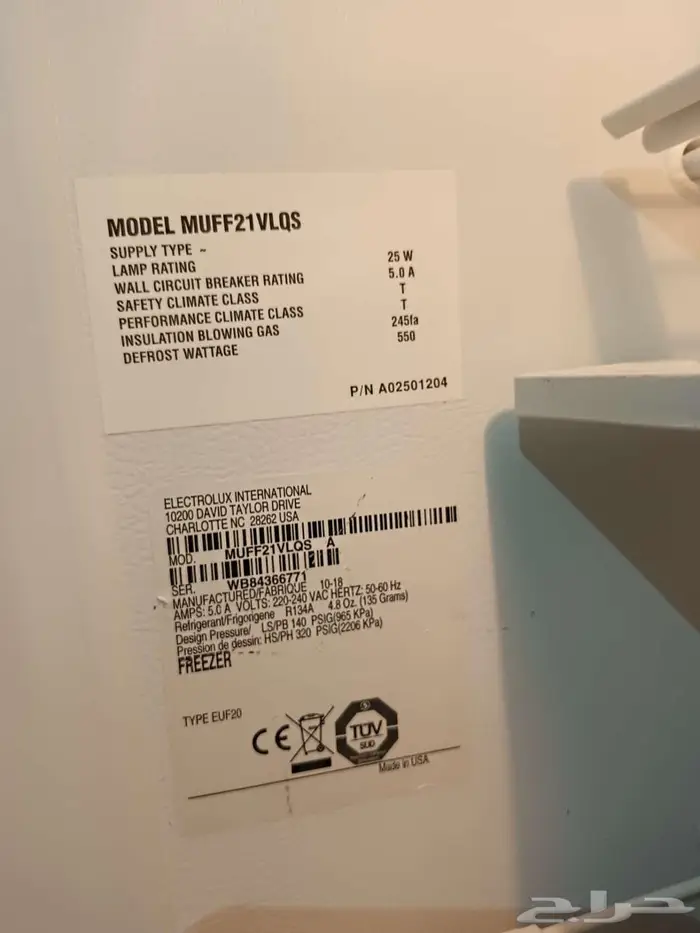 MODEL MUFF21VLQS
SUPPLY TYPE ~
LAMP RATING 25 W
WALL CIRCUIT BREAKER RATING 5.0 A
SAFETY CLIMATE CLASS T
PERFORMANCE CLIMATE CLASS T
INSULATION BLOWING GAS 245fa
DEFROST WATTAGE 550
P/N A02501204
ELECTROLUX INTERNATIONAL
10200 DAVID TAYLOR DRIVE
CHARLOTTE NC 28262 USA
MOD. MUFF21VLQS A
SER. WB84366771
MANUFACTURED/FABRIQUE 10-18
AMPS: 5.0 A VOLTS: 220-240 VAC HERTZ: 50-60 Hz
Refrigerant/Frigorigene R134A 4.8 Oz. (135 Grams)
Design Pressure/ LS/PB 140 PSIG(965 KPa)
Pression de dessin: HS/PH 320 PSIG(2206 KPa)
FREEZER
TYPE EUF20
CE
TÜV
SÜD
Made in USA
حراج